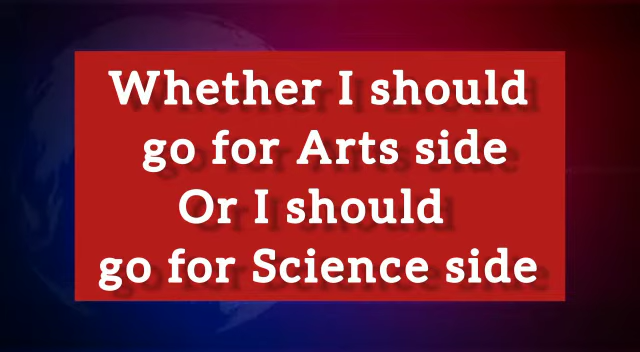 Whether I should
go for Arts side
Or I should
go for Science side